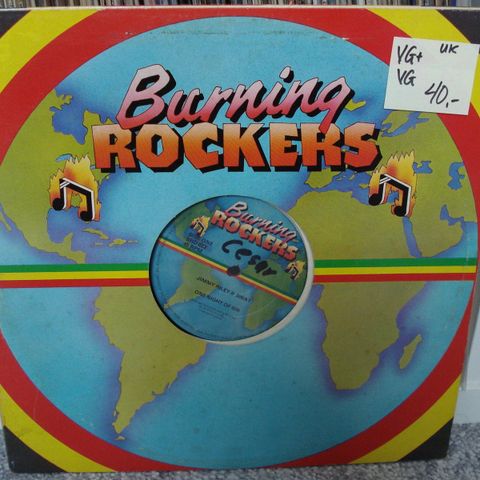 VG+ UK
VG 40,-
Burning
ROCKERS
Burning
ROCKERS
Cesar
JIMMY RILEY &
ONE NIGHT OF SIN